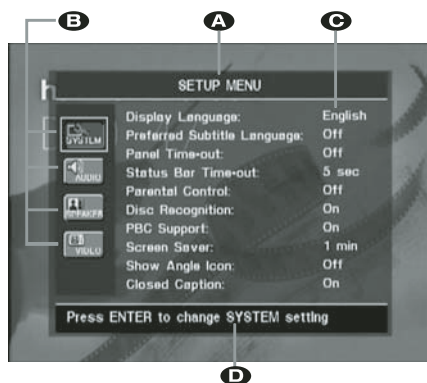 B A C
h
SETUP MENU
Display Language: English
Preferred Subtitle Language: Off
Panel Time-out: Off
Status Bar Time-out: 5 sec
Parental Control: Off
Disc Recognition: On
PBC Support: On
Screen Saver: 1 min
Show Angle Icon: Off
Closed Caption: On
SYSTEM
AUDIO
SPEAKER
VIDEO
Press ENTER to change SYSTEM setting
D